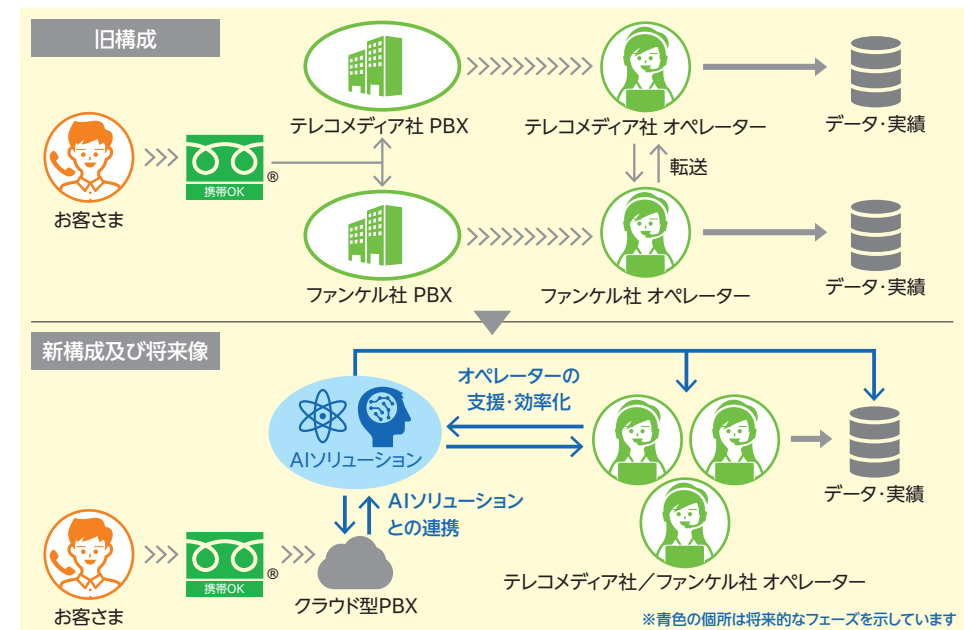 旧構成
テレコメディア社 PBX
テレコメディア社 オペレーター
データ・実績
携帯OK
®
お客さま
転送
ファンケル社 PBX
ファンケル社 オペレーター
データ・実績
新構成及び将来像
オペレーターの
支援・効率化
AIソリューション
AIソリューション
との連携
データ・実績
携帯OK
®
お客さま
クラウド型PBX
テレコメディア社／ファンケル社 オペレーター
※青色の個所は将来的なフェーズを示しています